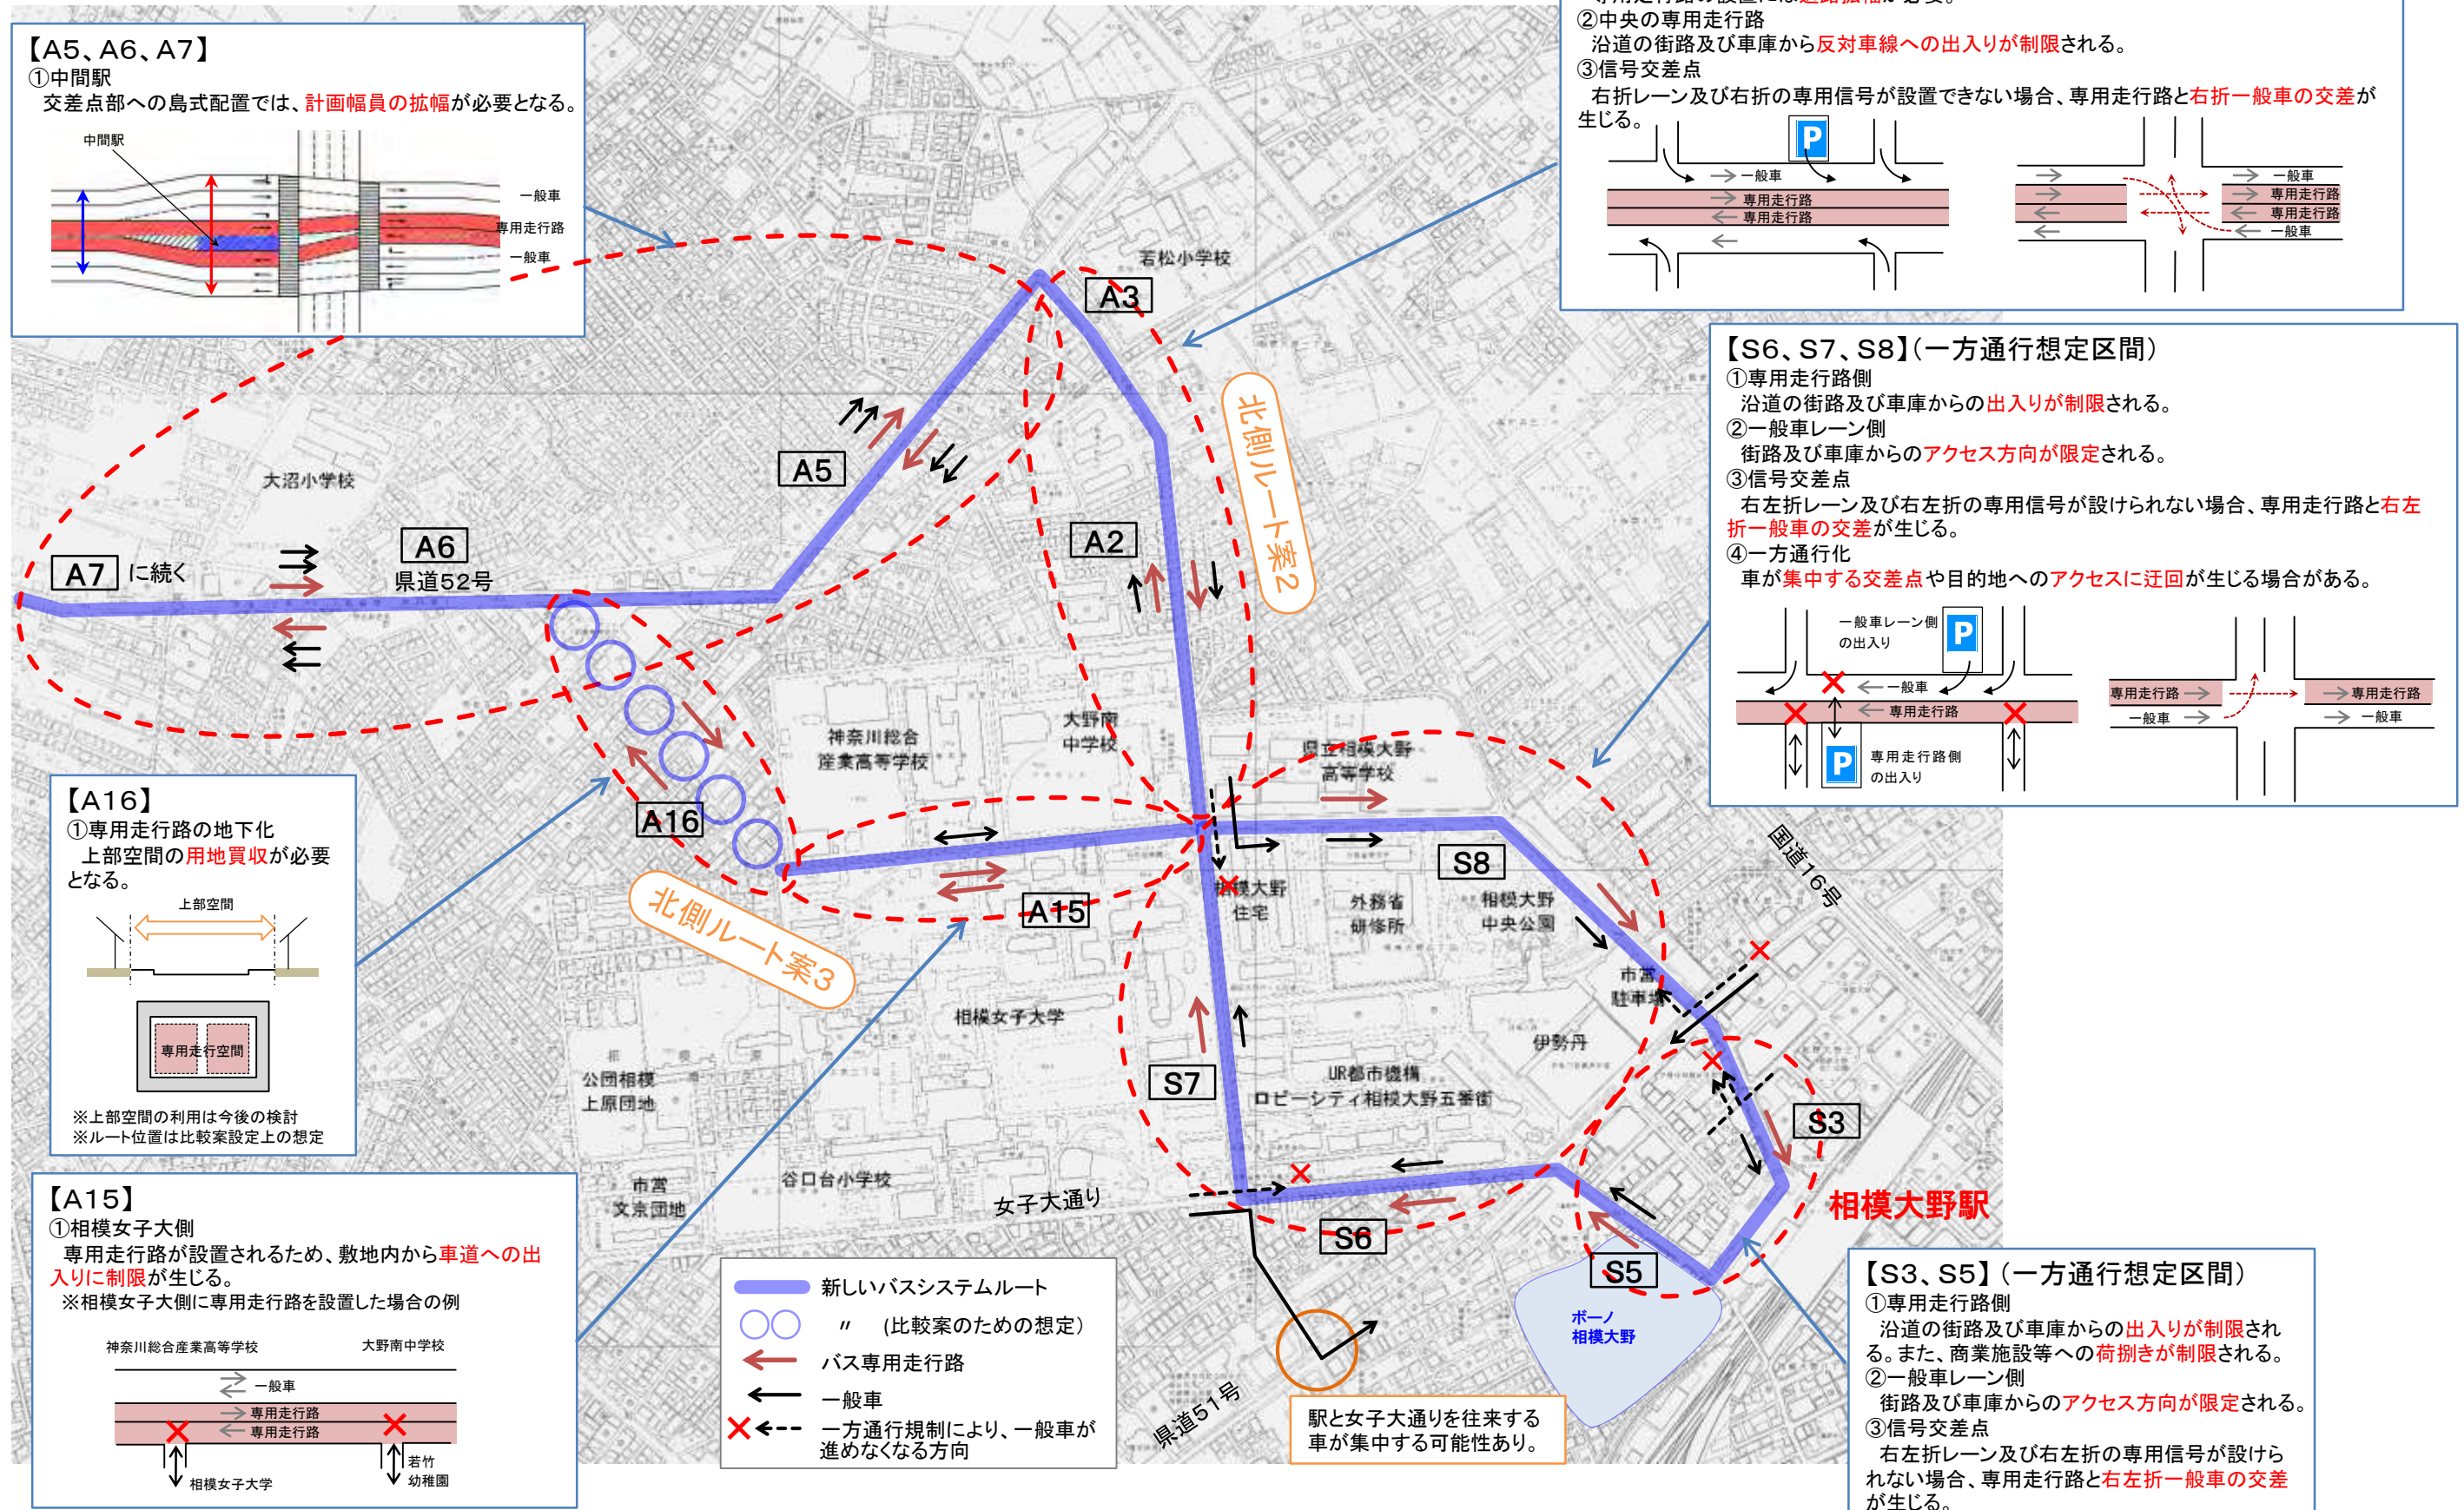 【A5、A6、A7】
①中間駅
交差点部への島式配置では、計画幅員の拡幅が必要となる。
中間駅
一般車
専用走行路
一般車
②中央の専用走行路
沿道の街路及び車庫から反対車線への出入りが制限される。
③信号交差点
右折レーン及び右折の専用信号が設置できない場合、専用走行路と右折一般車の交差が
生じる。
P
一般車
専用走行路
専用走行路
一般車
専用走行路
専用走行路
一般車
【S6、S7、S8】(一方通行想定区間)
①専用走行路側
沿道の街路及び車庫からの出入りが制限される。
②一般車レーン側
街路及び車庫からのアクセス方向が限定される。
③信号交差点
右左折レーン及び右左折の専用信号が設けられない場合、専用走行路と右左
折一般車の交差が生じる。
④一方通行化
車が集中する交差点や目的地へのアクセスに迂回が生じる場合がある。
一般車レーン側
の出入り
P
一般車
専用走行路
P
専用走行路側
の出入り
専用走行路
専用走行路
一般車
一般車
若松小学校
A3
北側ルート案2
A5
大沼小学校
A2
A6
県道52号
A7 に続く
神奈川総合
産業高等学校
大野南
中学校
県立相模大野
高等学校
A16
S8
国道16号
北側ルート案3
A15
相模大野
住宅
外務省
研修所
相模大野
中央公園
市営
駐車場
相模女子大学
伊勢丹
公団相模
上原団地
S7
UR都市機構
ロビーシティ相模大野五番街
S3
市営
文京団地
谷口台小学校
女子大通り
相模大野駅
S6
S5
ボーノ
相模大野
県道51号
駅と女子大通りを往来する
車が集中する可能性あり。
【A16】
①専用走行路の地下化
上部空間の用地買収が必要
となる。
上部空間
専用走行空間
※上部空間の利用は今後の検討
※ルート位置は比較案設定上の想定
【A15】
①相模女子大側
専用走行路が設置されるため、敷地内から車道への出
入りに制限が生じる。
※相模女子大側に専用走行路を設置した場合の例
神奈川総合産業高等学校
大野南中学校
一般車
専用走行路
専用走行路
相模女子大学
若竹
幼稚園
新しいバスシステムルート
〃 (比較案のための想定)
バス専用走行路
一般車
一方通行規制により、一般車が
進めなくなる方向
【S3、S5】(一方通行想定区間)
①専用走行路側
沿道の街路及び車庫からの出入りが制限され
る。また、商業施設等への荷捌きが制限される。
②一般車レーン側
街路及び車庫からのアクセス方向が限定される。
③信号交差点
右左折レーン及び右左折の専用信号が設けら
れない場合、専用走行路と右左折一般車の交差
が生じる。